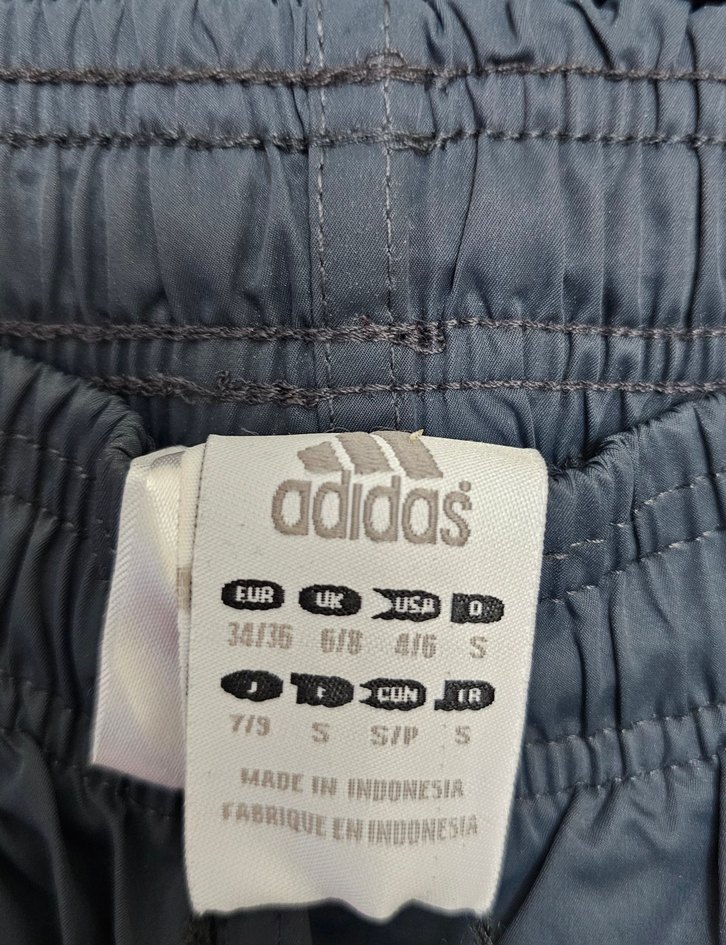 adidas
EUR UK USA D
34/36 6/8 4/6 S
J F CDN TR
7/9 S S/P S
MADE IN INDONESIA
FABRIQUE EN INDONESIA